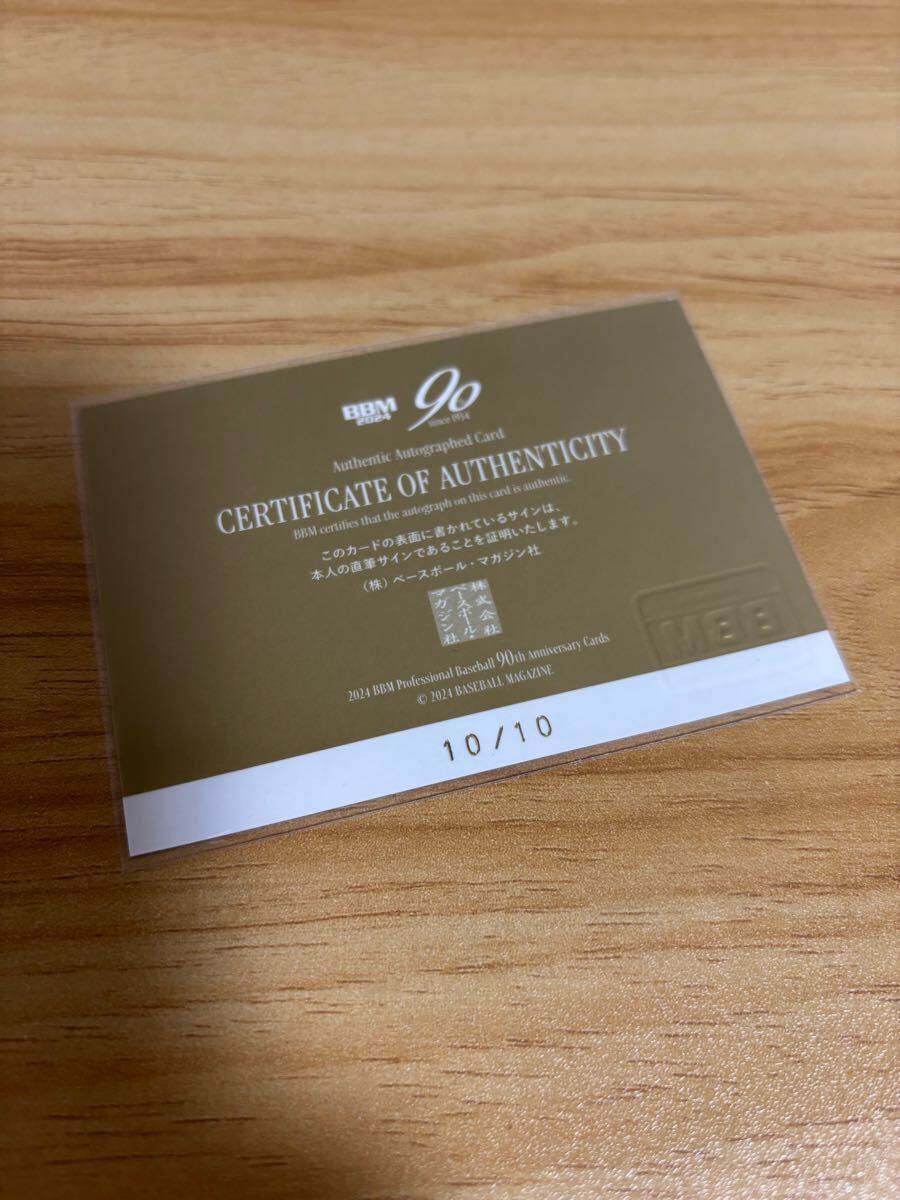 BBM
2024
90
since 1934
Authentic Autographed Card
CERTIFICATE OF AUTHENTICITY
BBM certifies that the autograph on this card is authentic.
このカードの表面に書かれているサインは、
本人の直筆サインであることを証明いたします。
（株）ベースボール・マガジン社
株式会社
ベースボール・
マガジン社
BBM
2024 BBM Professional Baseball 90th Anniversary Cards
© 2024 BASEBALL MAGAZINE
10/10